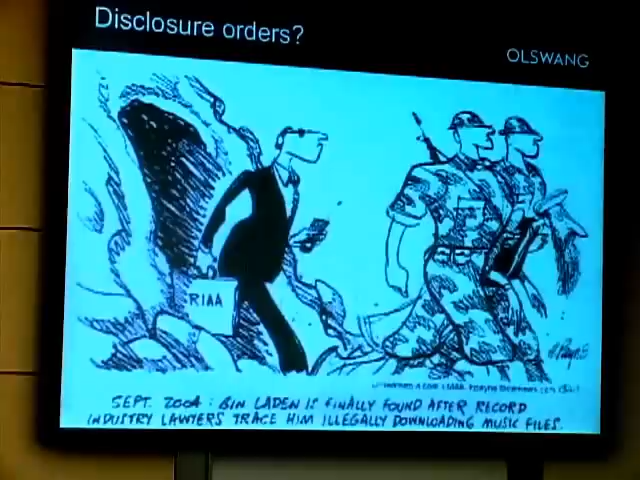 Disclosure orders?
OLSWANG
RIAA
SEPT. 2004: BIN LADEN IS FINALLY FOUND AFTER RECORD
INDUSTRY LAWYERS TRACE HIM ILLEGALLY DOWNLOADING MUSIC FILES.